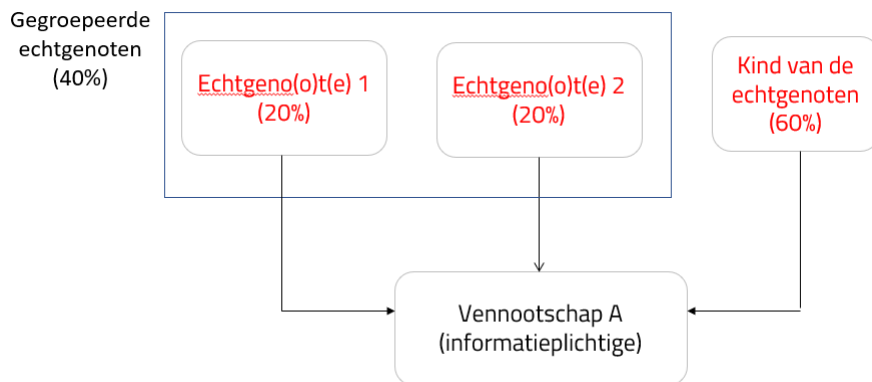 Gegroepeerde
echtgenoten
(40%)
Echtgeno(o)t(e) 1
(20%)
Echtgeno(o)t(e) 2
(20%)
Kind van de
echtgenoten
(60%)
Vennootschap A
(informatieplichtige)